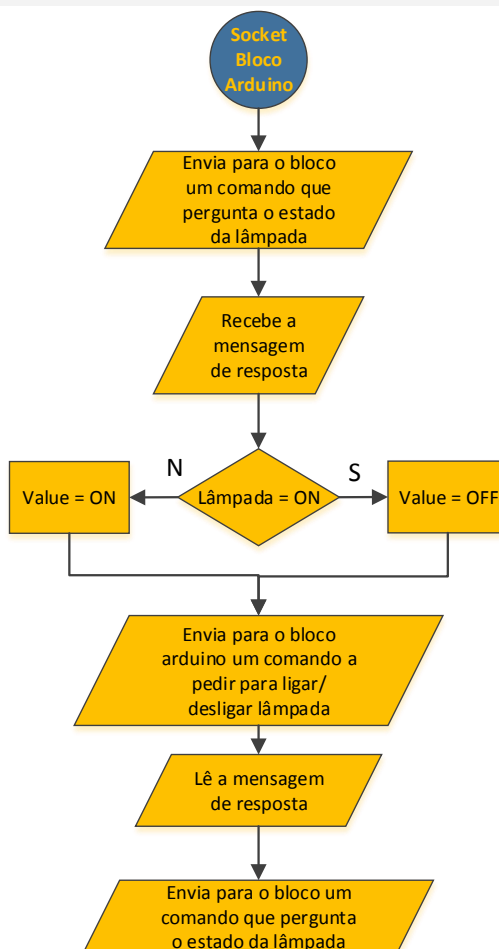 Socket
Bloco
Arduino
Envia para o bloco
um comando que
pergunta o estado
da lâmpada
Recebe a
mensagem
de resposta
N
S
Value = ON
Lâmpada = ON
Value = OFF
Envia para o bloco
arduino um comando a
pedir para ligar/
desligar lâmpada
Lê a mensagem
de resposta
Envia para o bloco um
comando que pergunta
o estado da lâmpada